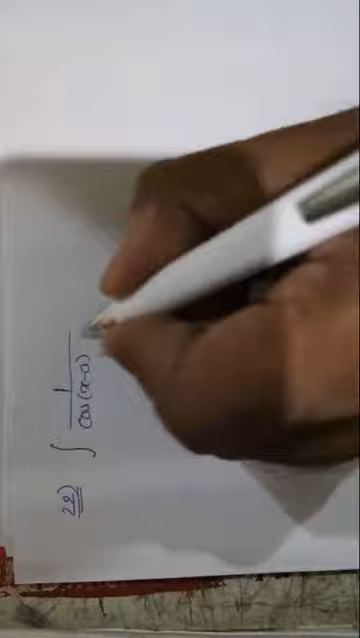 22) ∫ 1 / cos(x-a)